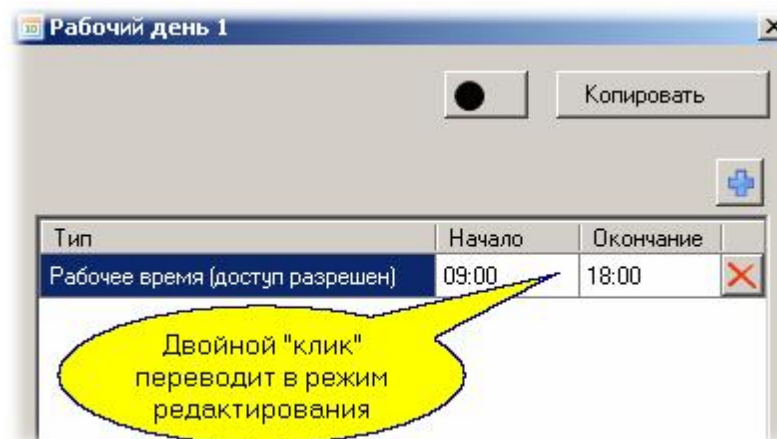 Рабочий день 1
Копировать
Тип Начало Окончание
Рабочее время (доступ разрешен) 09:00 18:00
Двойной "клик"
переводит в режим
редактирования